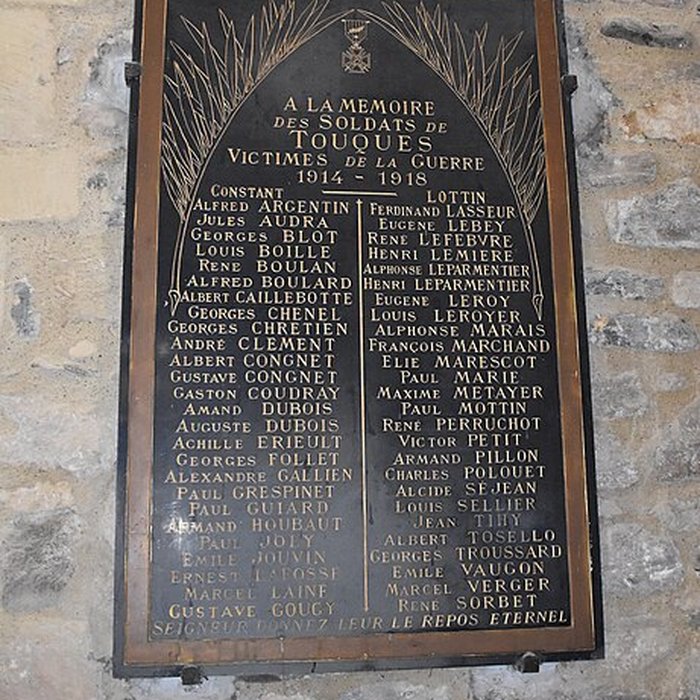 A LA MEMOIRE
DES SOLDATS DE
TOUQUES
VICTIMES DE LA GUERRE
1914 - 1918
CONSTANT
ALFRED ARGENTIN
JULES AUDRA
GEORGES BLOT
LOUIS BOILLE
RENE BOULAN
ALFRED BOULARD
ALBERT CAILLEBOTTE
GEORGES CHENEL
GEORGES CHRETIEN
ANDRÉ CLEMENT
ALBERT CONGNET
GUSTAVE CONGNET
GASTON COUDRAY
AMAND DUBOIS
AUGUSTE DUBOIS
ACHILLE ERIEULT
GEORGES FOLLET
ALEXANDRE GALLIEN
PAUL GRESPINET
PAUL GUIARD
ARMAND HOUBAUT
PAUL JOLY
EMILE JOUVIN
ERNEST LAFOSSE
MARCEL LAINE
GUSTAVE GOUGY
LOTTIN
FERDINAND LASSEUR
EUGENE LEBEY
RENE LEFEBVRE
HENRI LEMIERE
ALPHONSE LEPARMENTIER
HENRI LEPARMENTIER
EUGENE LEROY
LOUIS LEROYER
ALPHONSE MARAIS
FRANÇOIS MARCHAND
ELIE MARESCOT
PAUL MARIE
MAXIME METAYER
PAUL MOTTIN
RENÉ PERRUCHOT
VICTOR PETIT
ARMAND PILLON
CHARLES POLOUET
ALCIDE SÉJEAN
LOUIS SELLIER
JEAN TIHY
ALBERT TOSELLO
GEORGES TROUSSARD
EMILE VAUGON
MARCEL VERGER
RENE SORBET
SEIGNEUR DONNEZ LEUR LE REPOS ETERNEL